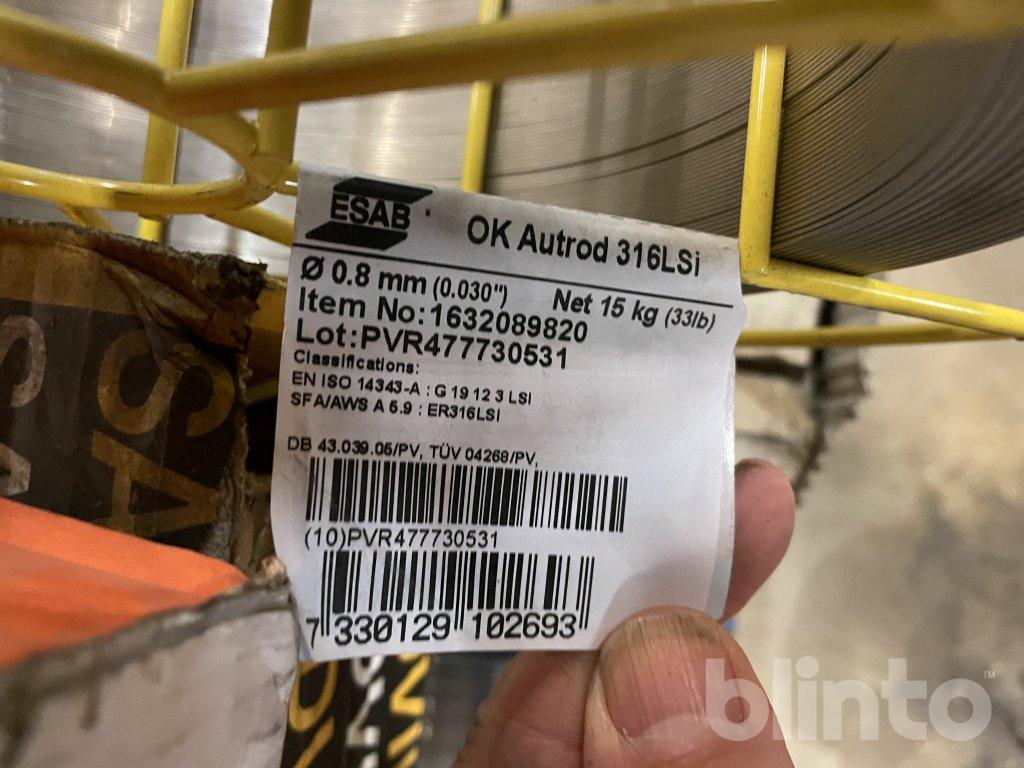 ESAB
OK Autrod 316LSi
Ø 0.8 mm (0.030") Net 15 kg (33lb)
Item No:1632089820
Lot:PVR477730531
Classifications:
EN ISO 14343-A : G 19 12 3 LSI
SFA/AWS A 5.9 : ER316LSI
DB 43.039.05/PV, TÜV 04268/PV,
(10)PVR477730531
7 330129 102693
SA
blinto™